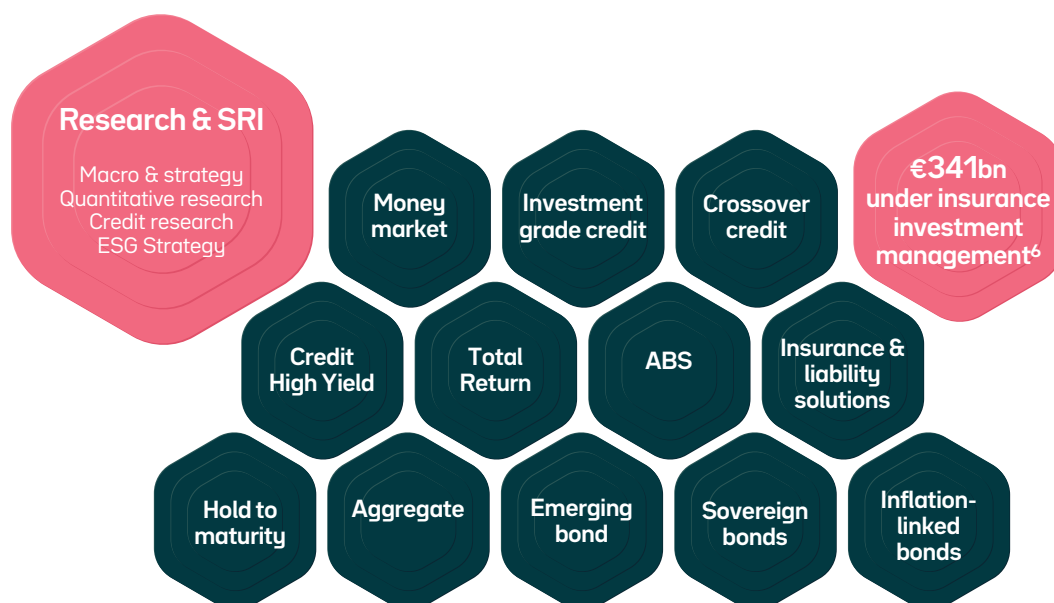 Research & SRI
Macro & strategy
Quantitative research
Credit research
ESG Strategy
Money
market
Investment
grade credit
Crossover
credit
€341bn
under insurance
investment
management⁶
Credit
High Yield
Total
Return
ABS
Insurance &
liability
solutions
Hold to
maturity
Aggregate
Emerging
bond
Sovereign
bonds
Inflation-
linked
bonds